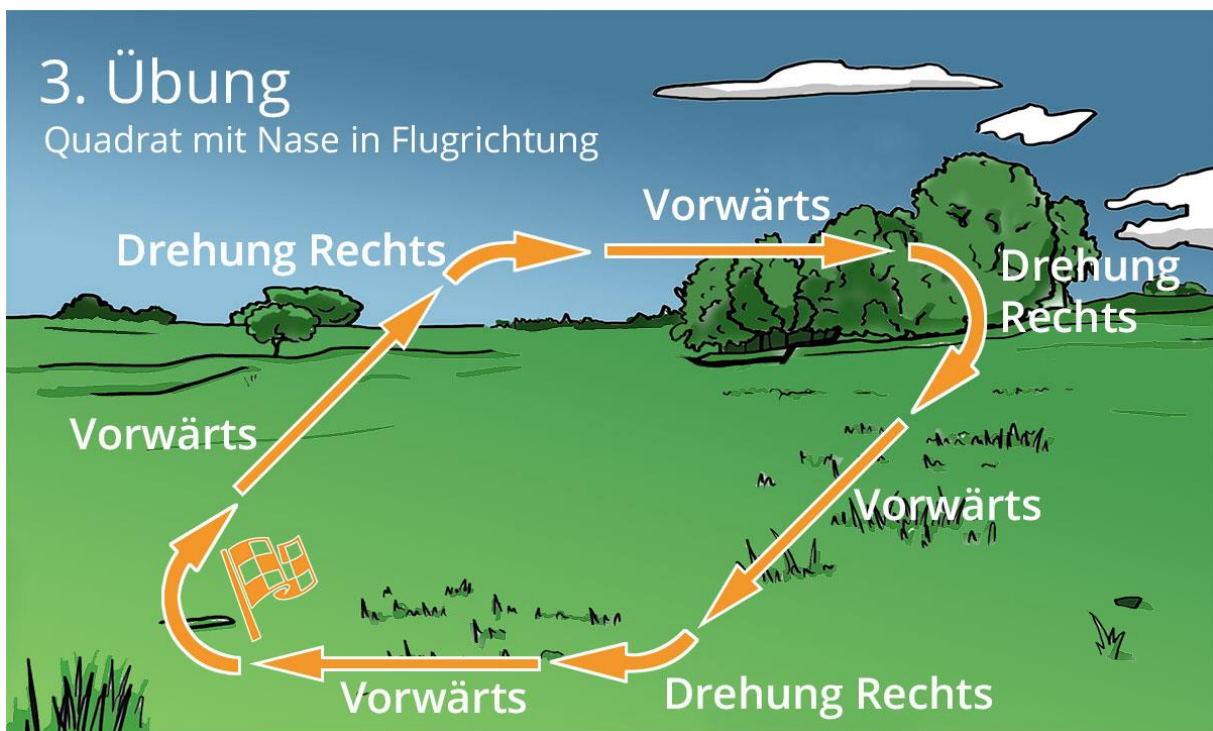 3. Übung
Quadrat mit Nase in Flugrichtung
Vorwärts
Drehung Rechts
Drehung
Rechts
Vorwärts
Vorwärts
Vorwärts
Drehung Rechts